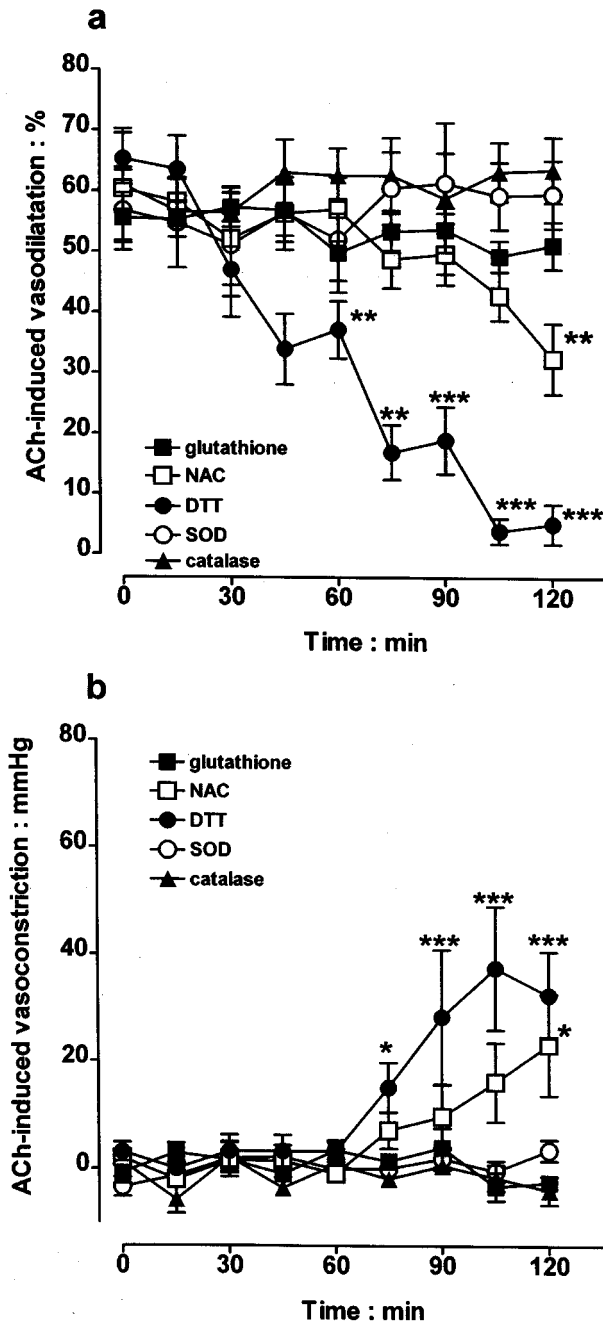 a
ACh-induced vasodilatation : %
80
70
60
50
40
30
20
10
0
**
**
***
***
***
**
glutathione
NAC
DTT
SOD
catalase
0
30
60
90
120
Time : min
b
ACh-induced vasoconstriction : mmHg
80
60
40
20
0
glutathione
NAC
DTT
SOD
catalase
*
***
***
***
*
0
30
60
90
120
Time : min